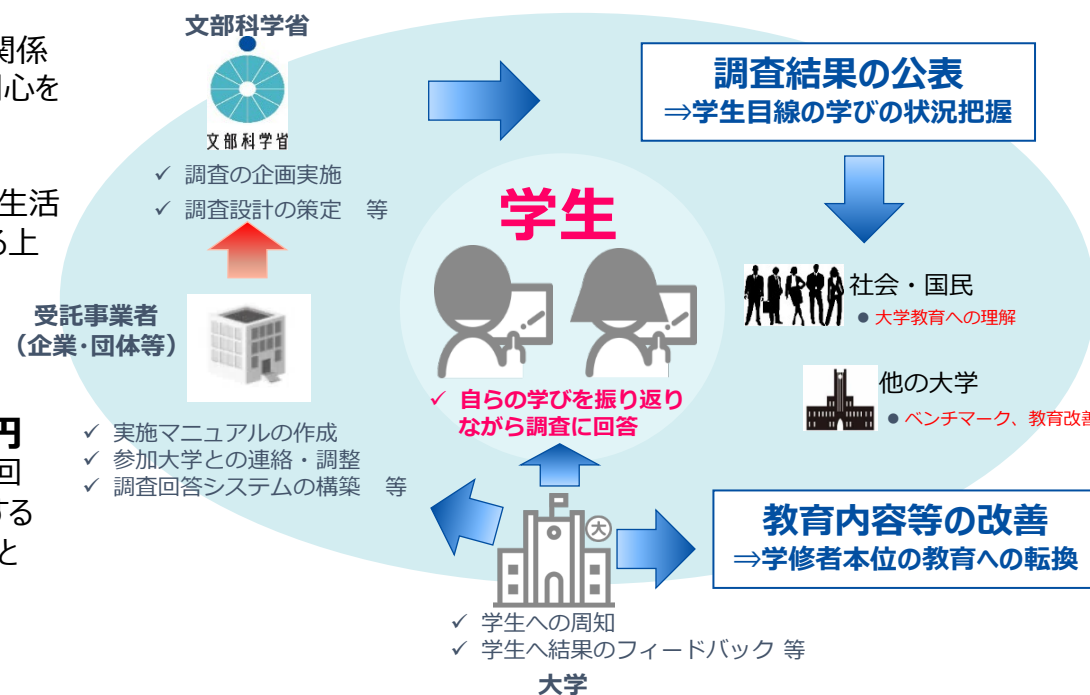 関係
心を
生活
る上
円
回
する
と
文部科学省
文部科学省
✓ 調査の企画実施
✓ 調査設計の策定　等
受託事業者
（企業・団体等）
✓ 実施マニュアルの作成
✓ 参加大学との連絡・調整
✓ 調査回答システムの構築　等
学生
✓ 自らの学びを振り返り
ながら調査に回答
大
✓ 学生への周知
✓ 学生へ結果のフィードバック 等
大学
調査結果の公表
⇒学生目線の学びの状況把握
社会・国民
● 大学教育への理解
他の大学
● ベンチマーク、教育改善
教育内容等の改善
⇒学修者本位の教育への転換